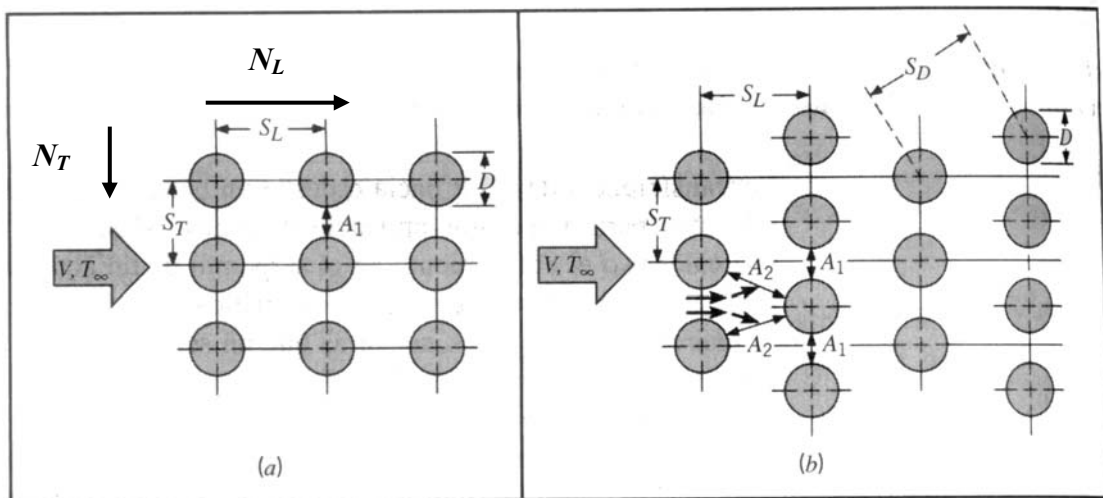 N_L
S_L
N_T
D
S_T
A_1
V, T_∞
(a)
S_D
S_L
D
S_T
A_2
A_1
V, T_∞
A_2
A_1
(b)